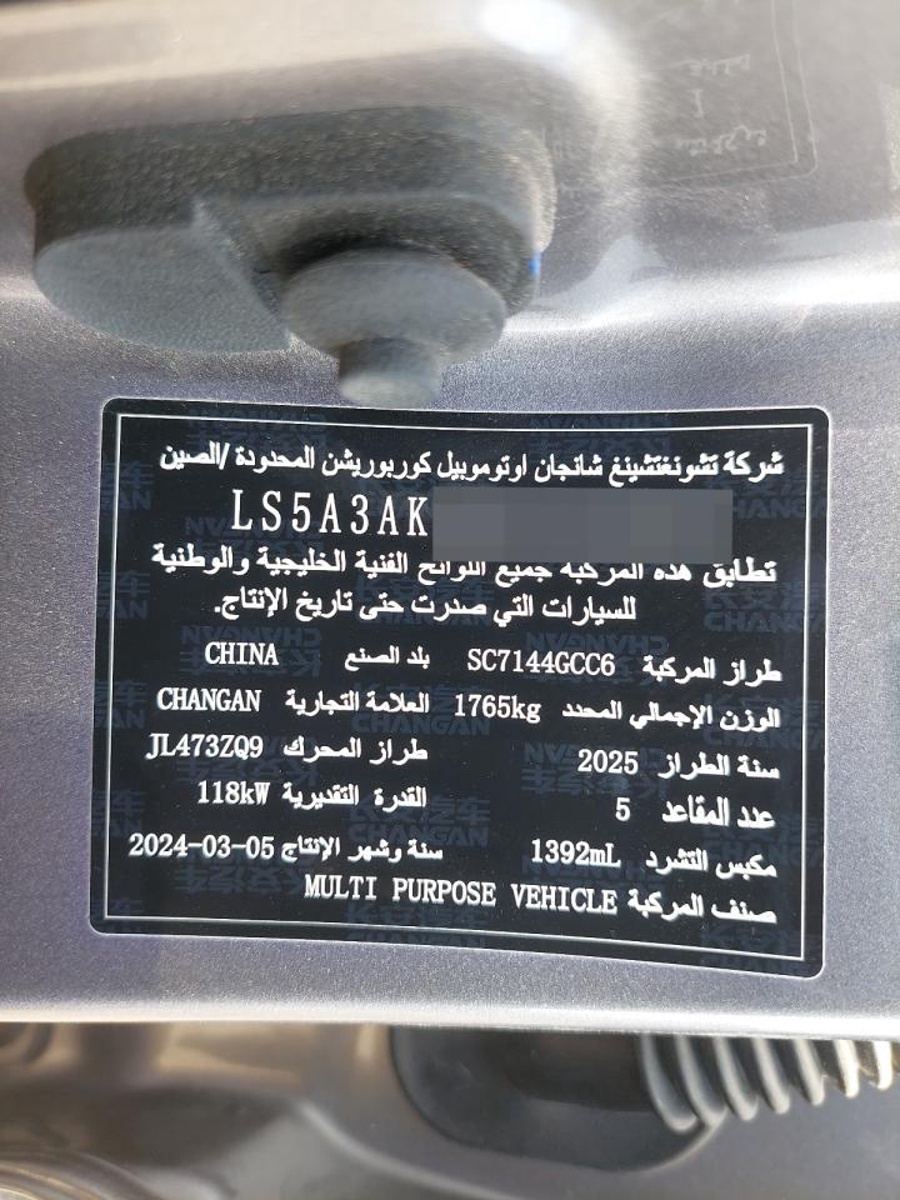 شركة تشونغتشينغ شانجان اوتوموبيل كوربوريشن المحدودة /الصين
LS5A3AK
تطابق هذه المركبة جميع اللوائح الفنية الخليجية والوطنية
للسيارات التي صدرت حتى تاريخ الإنتاج.
طراز المركبة SC7144GCC6 بلد الصنع CHINA
الوزن الإجمالي المحدد 1765kg العلامة التجارية CHANGAN
سنة الطراز 2025 طراز المحرك JL473ZQ9
عدد المقاعد 5 القدرة التقديرية 118kW
مكبس التشرد 1392mL سنة وشهر الإنتاج 2024-03-05
صنف المركبة MULTI PURPOSE VEHICLE